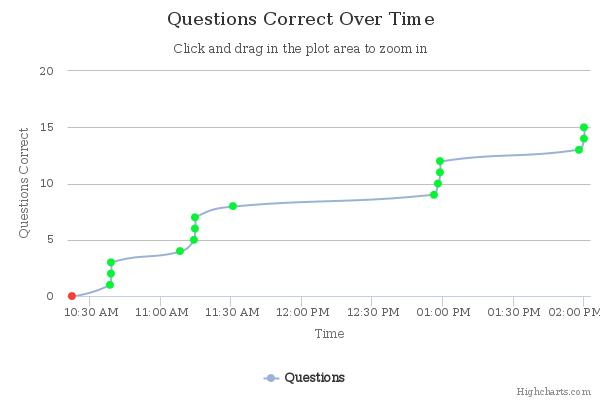 Questions Correct Over Time
Click and drag in the plot area to zoom in
Questions Correct
20
15
10
5
0
10:30 AM 11:00 AM 11:30 AM 12:00 PM 12:30 PM 01:00 PM 01:30 PM 02:00 PM
Time
Questions
Highcharts.com